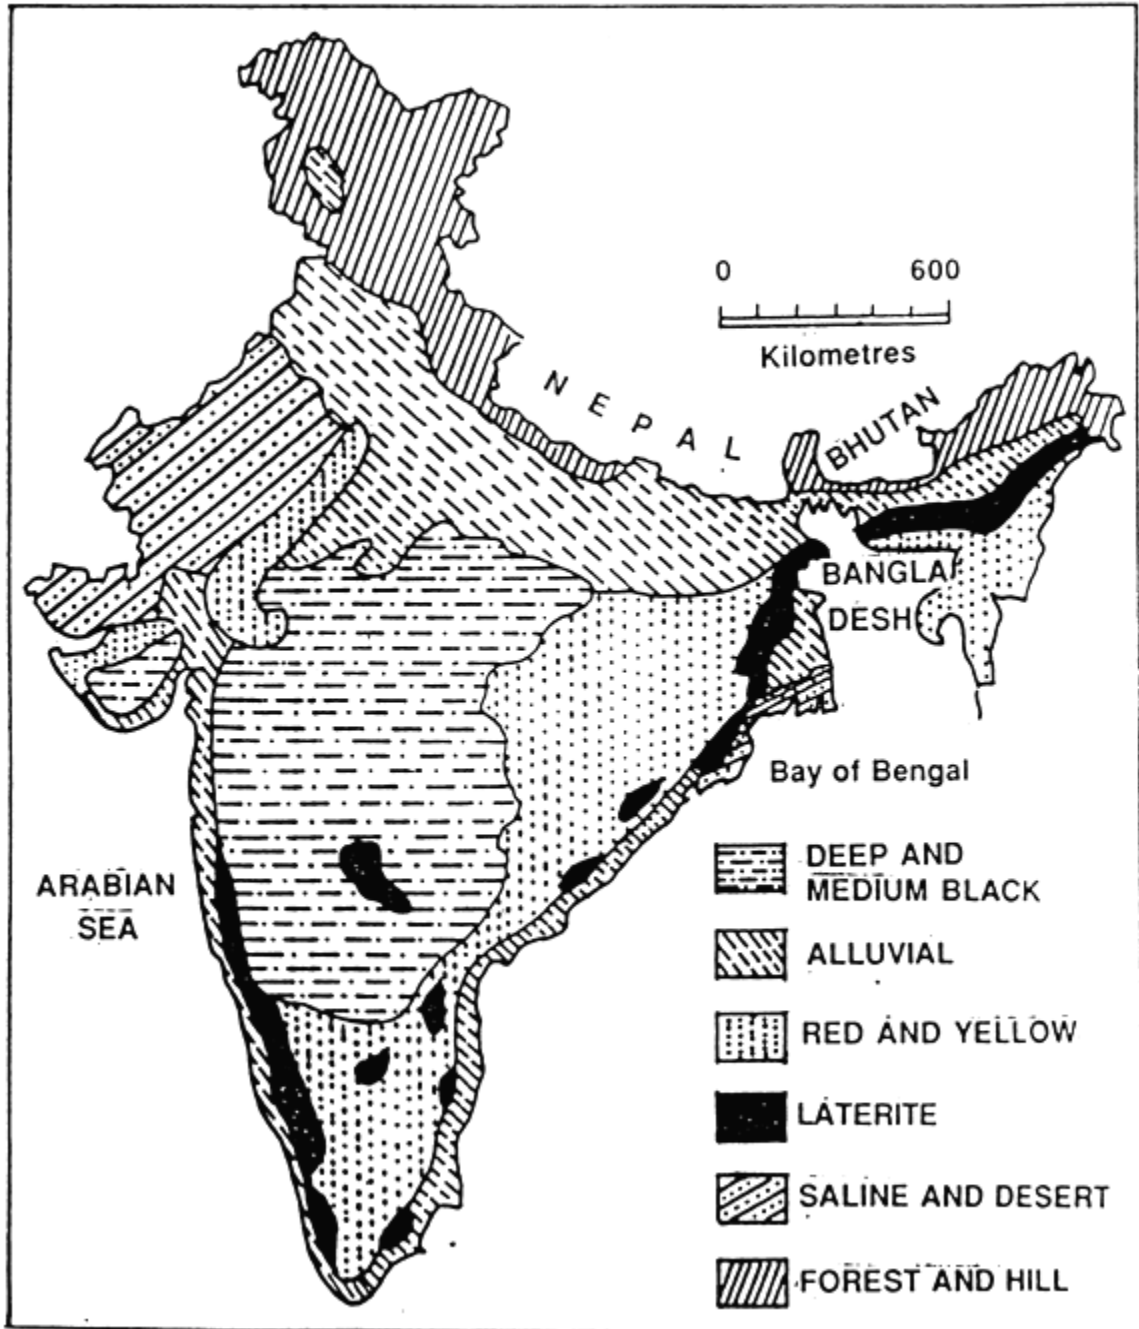 0 600
Kilometres
NEPAL
BHUTAN
BANGLA
DESH
Bay of Bengal
ARABIAN
SEA
DEEP AND
MEDIUM BLACK
ALLUVIAL
RED AND YELLOW
LATERITE
SALINE AND DESERT
FOREST AND HILL